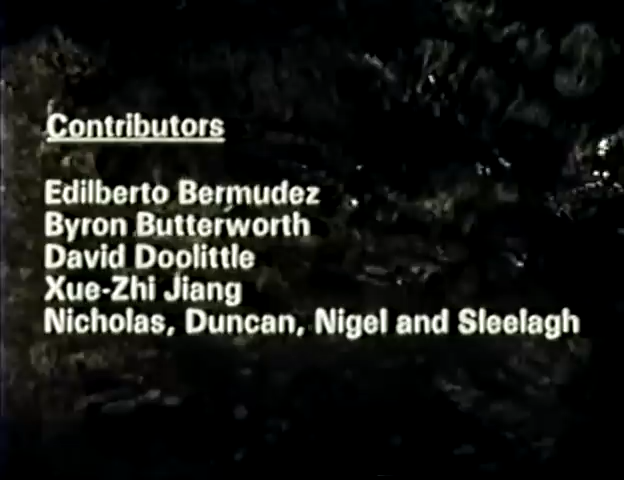 Contributors
Edilberto Bermudez
Byron Butterworth
David Doolittle
Xue-Zhi Jiang
Nicholas, Duncan, Nigel and Sleelagh